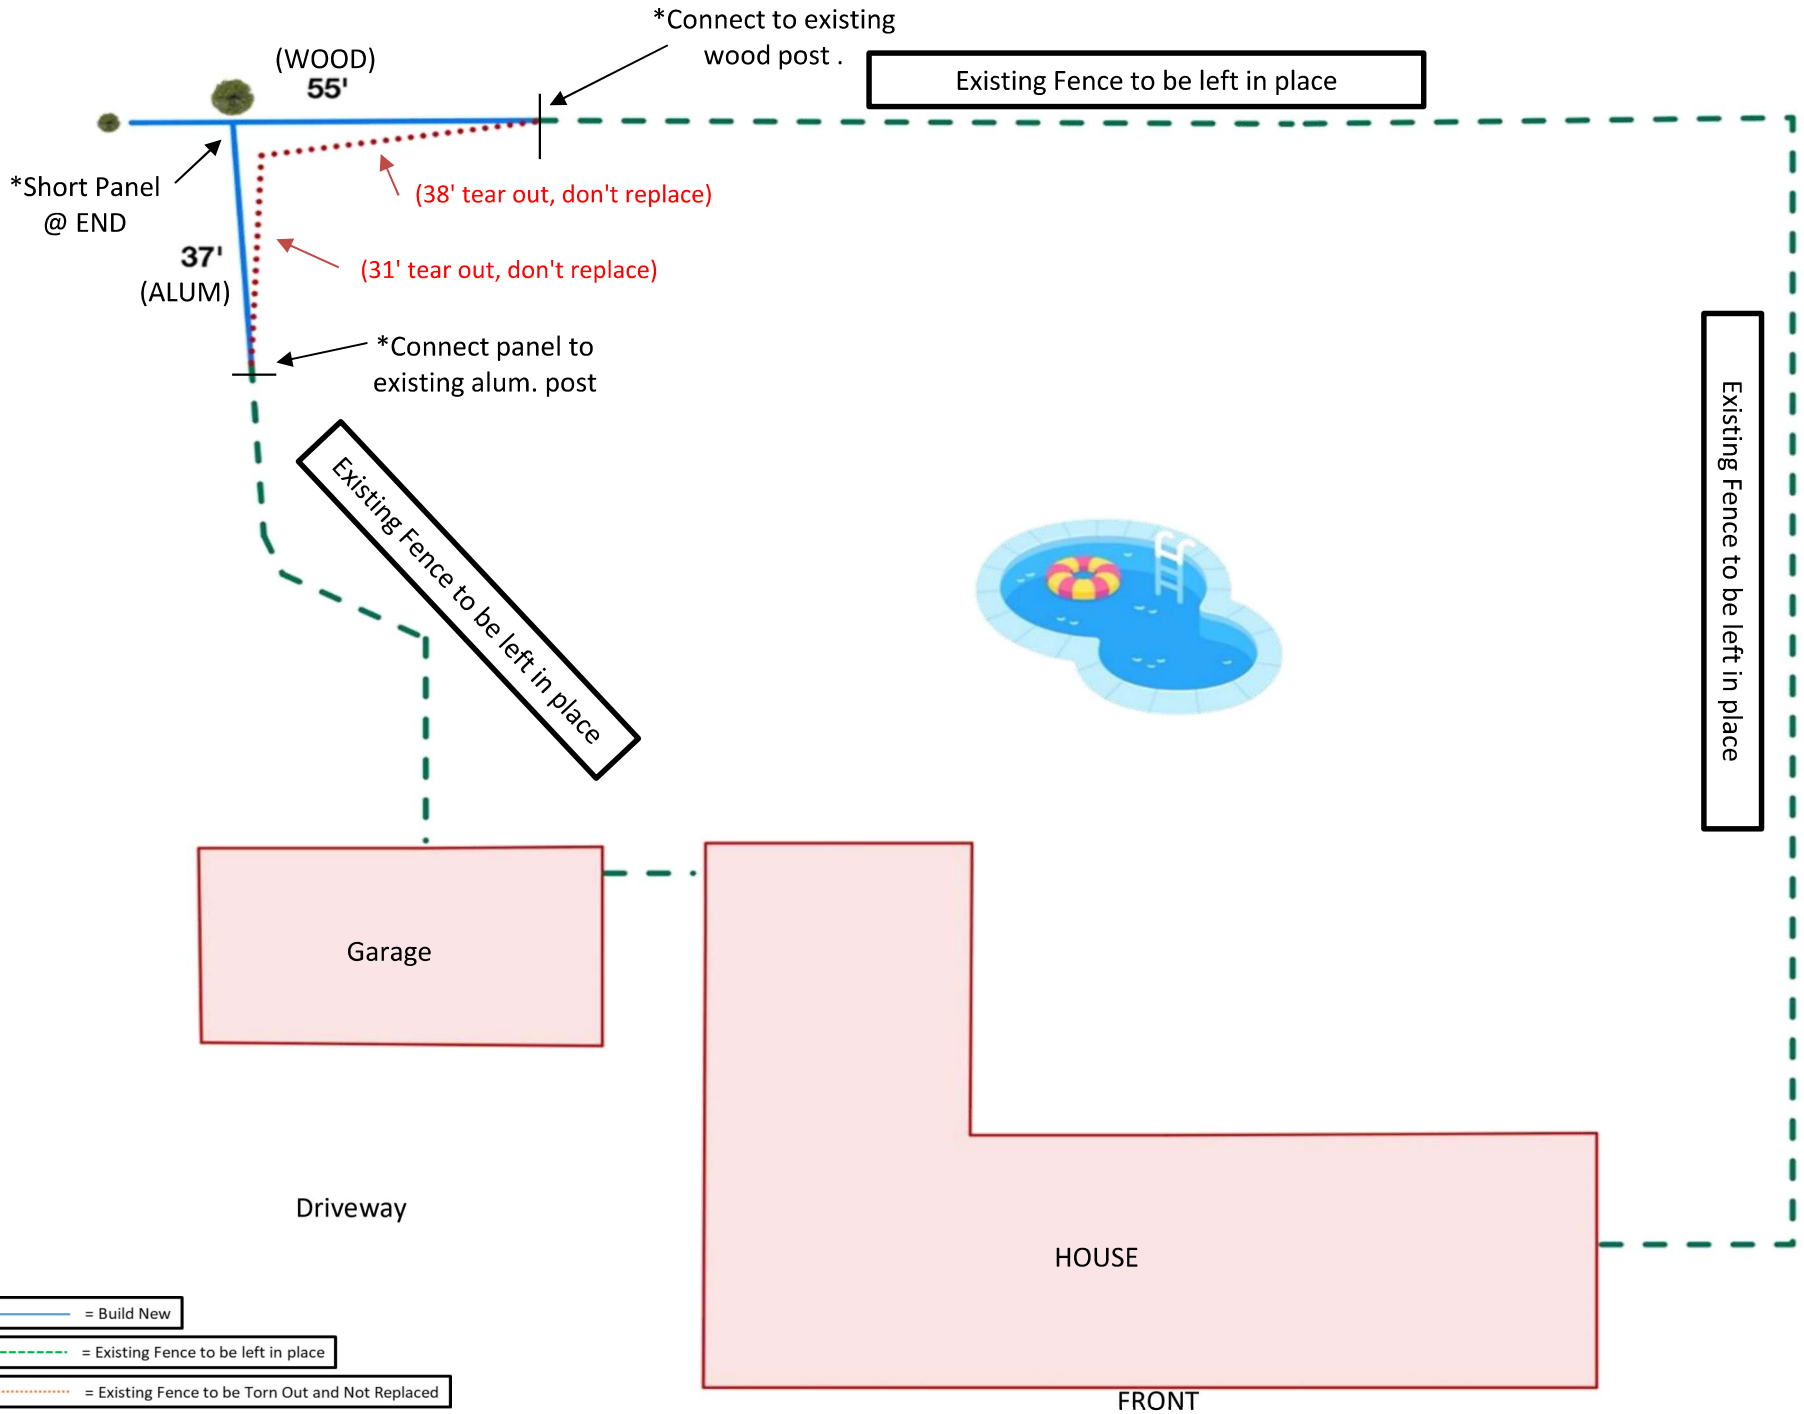 *Connect to existing
wood post .
(WOOD)
55'
Existing Fence to be left in place
*Short Panel
@ END
(38' tear out, don't replace)
37'
(ALUM)
(31' tear out, don't replace)
*Connect panel to
existing alum. post
Existing Fence to be left in place
Existing Fence to be left in place
Garage
Driveway
HOUSE
= Build New
= Existing Fence to be left in place
= Existing Fence to be Torn Out and Not Replaced
FRONT